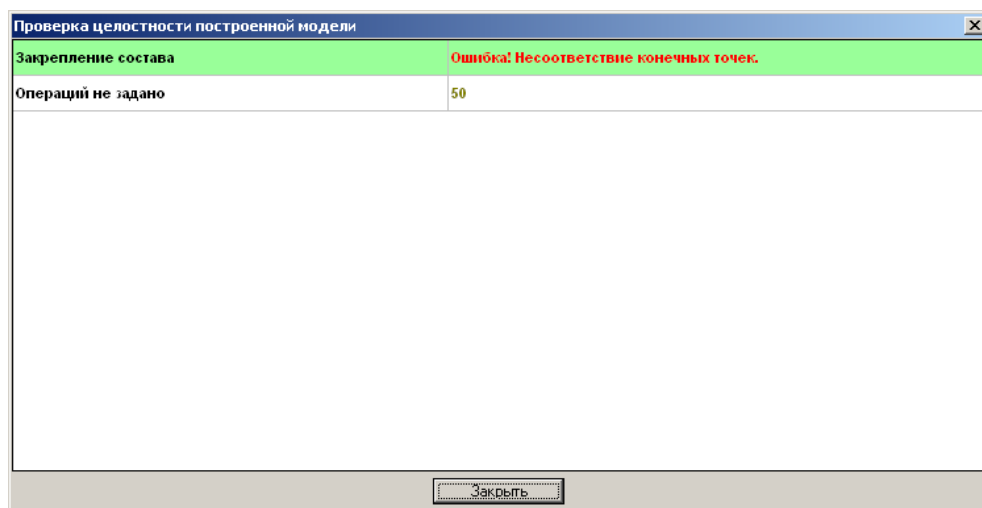 Проверка целостности построенной модели
Закрепление состава Ошибка! Несоответствие конечных точек.
Операций не задано 50
Закрыть